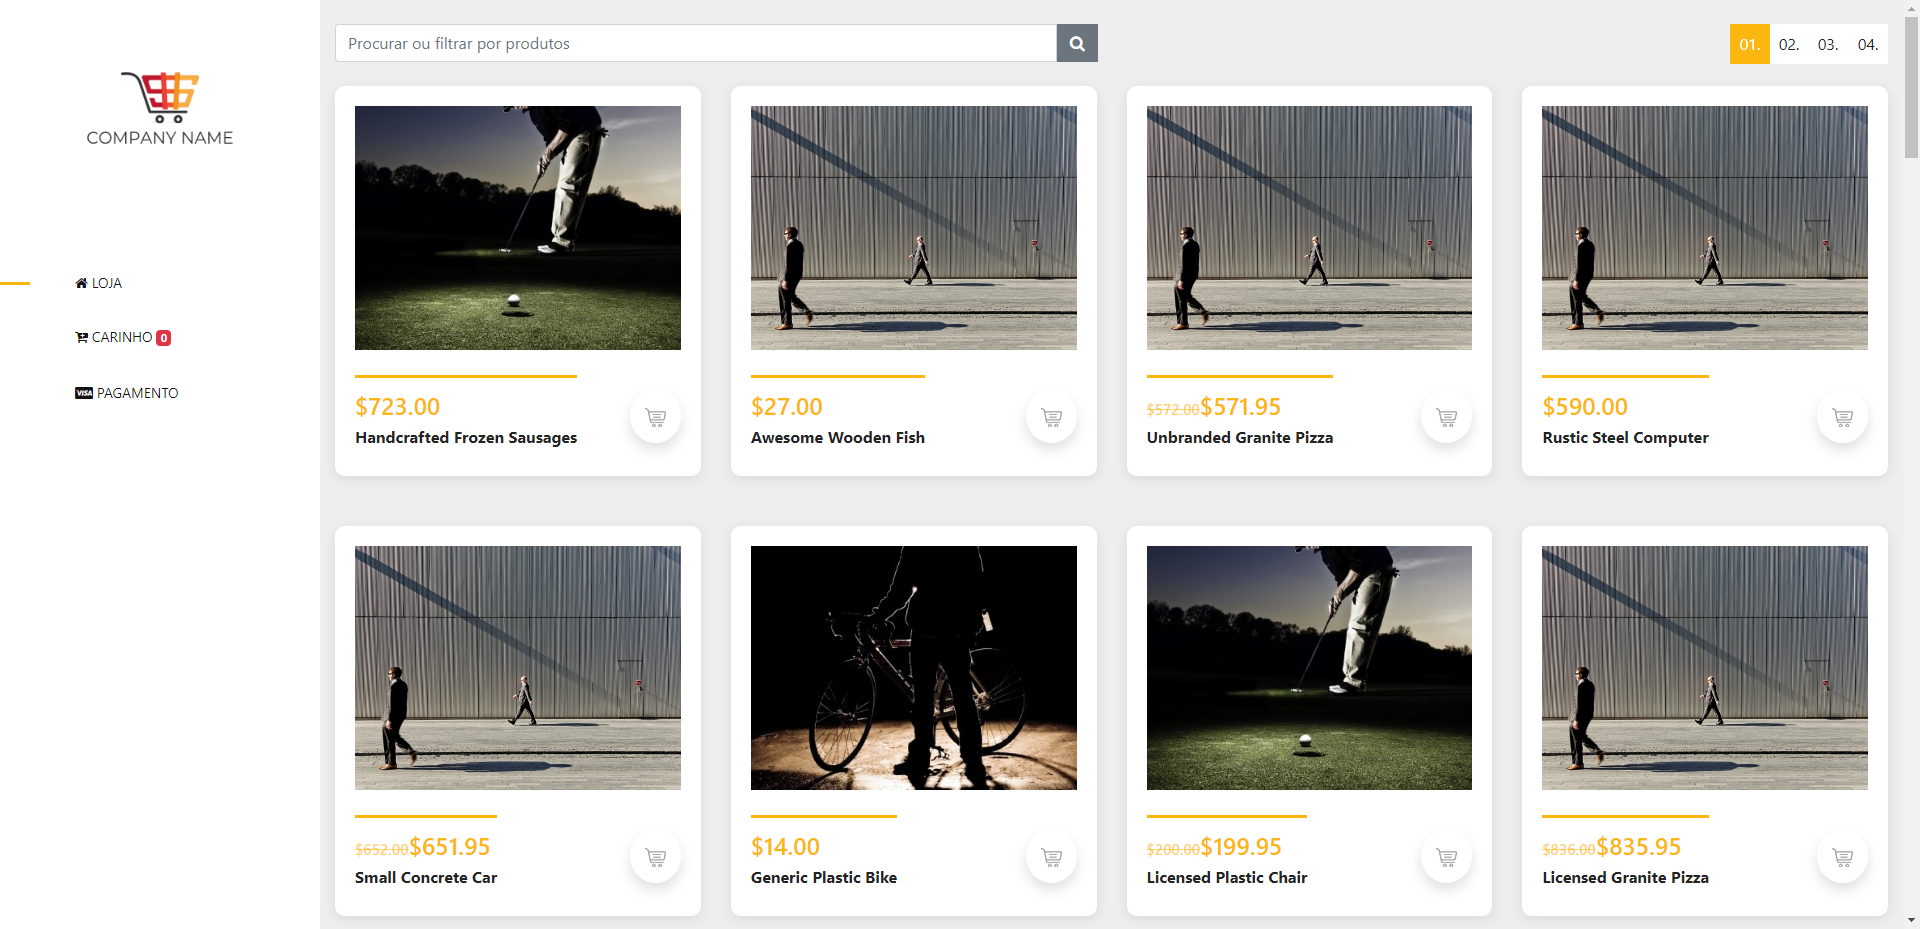 COMPANY NAME
LOJA
CARINHO 0
VISA PAGAMENTO
Procurar ou filtrar por produtos
01. 02. 03. 04.
$723.00
Handcrafted Frozen Sausages
$27.00
Awesome Wooden Fish
$572.00$571.95
Unbranded Granite Pizza
$590.00
Rustic Steel Computer
$652.00$651.95
Small Concrete Car
$14.00
Generic Plastic Bike
$200.00$199.95
Licensed Plastic Chair
$836.00$835.95
Licensed Granite Pizza